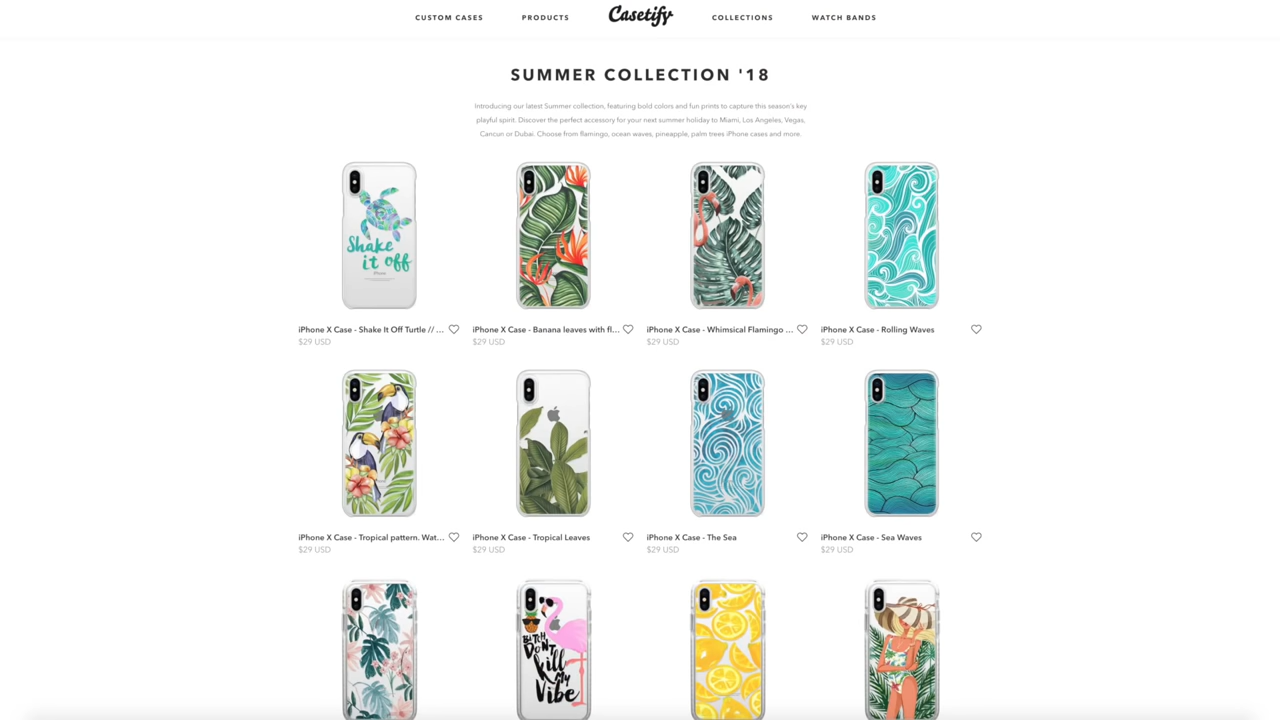 CUSTOM CASES
PRODUCTS
Casetify
COLLECTIONS
WATCH BANDS
SUMMER COLLECTION '18
Introducing our latest Summer collection, featuring bold colors and fun prints to capture this season's key
playful spirit. Discover the perfect accessory for your next summer holiday to Miami, Los Angeles, Vegas,
Cancun or Dubai. Choose from flamingo, ocean waves, pineapple, palm trees iPhone cases and more.
Shake
it off
iPhone
iPhone X Case - Shake It Off Turtle // ...
$29 USD
iPhone X Case - Banana leaves with fl...
$29 USD
iPhone X Case - Whimsical Flamingo ...
$29 USD
iPhone X Case - Rolling Waves
$29 USD
iPhone X Case - Tropical pattern. Wat...
$29 USD
iPhone X Case - Tropical Leaves
$29 USD
iPhone X Case - The Sea
$29 USD
iPhone X Case - Sea Waves
$29 USD
BITCH
DON'T
kill
My
Vibe